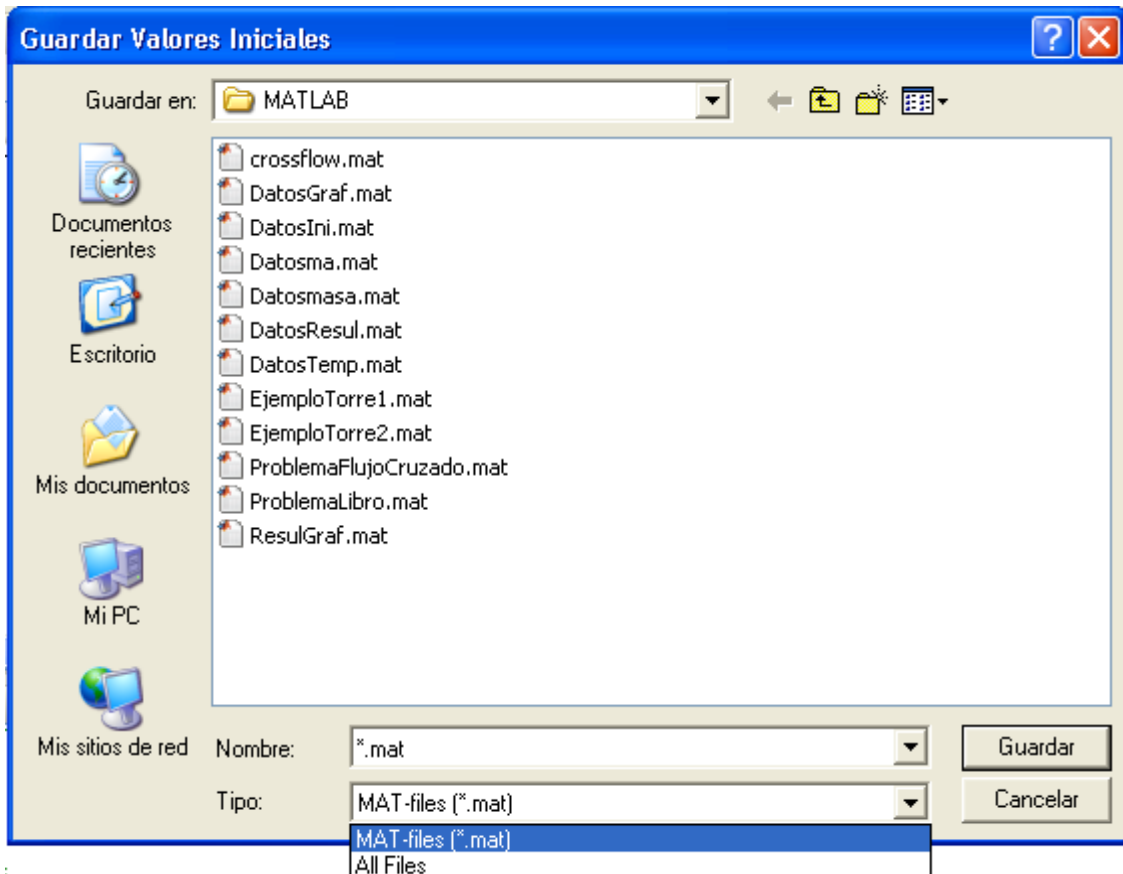 Guardar Valores Iniciales
Guardar en:
MATLAB
Documentos
recientes
Escritorio
Mis documentos
Mi PC
Mis sitios de red
crossflow.mat
DatosGraf.mat
DatosIni.mat
Datosma.mat
Datosmasa.mat
DatosResul.mat
DatosTemp.mat
EjemploTorre1.mat
EjemploTorre2.mat
ProblemaFlujoCruzado.mat
ProblemaLibro.mat
ResulGraf.mat
Nombre:
*.mat
Guardar
Tipo:
MAT-files (*.mat)
Cancelar
MAT-files (*.mat)
All Files